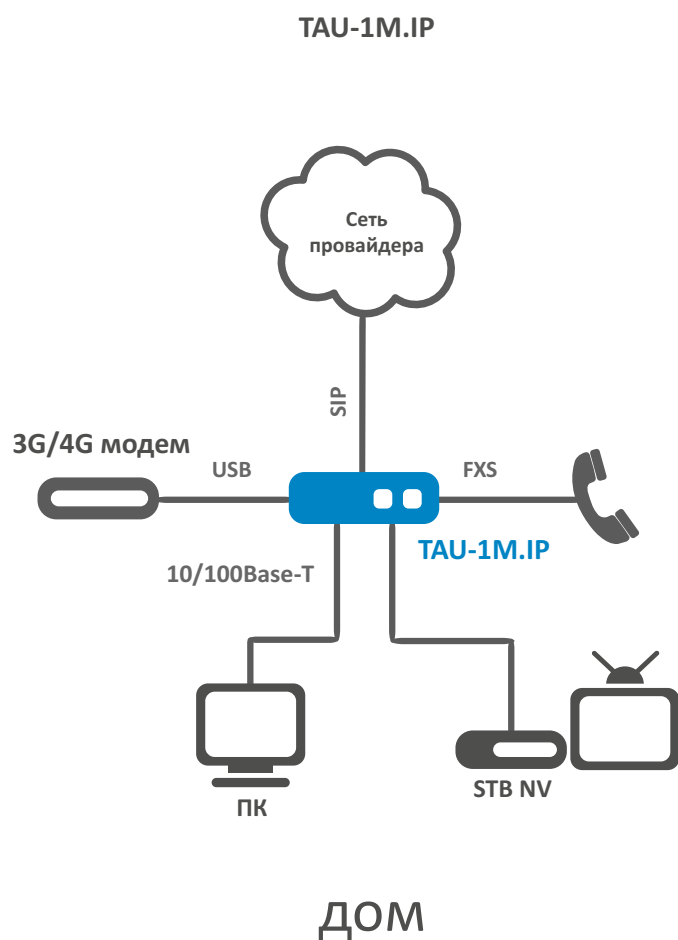 TAU-1M.IP
Сеть
провайдера
SIP
3G/4G модем
USB
FXS
TAU-1M.IP
10/100Base-T
STB NV
ПК
ДОМ